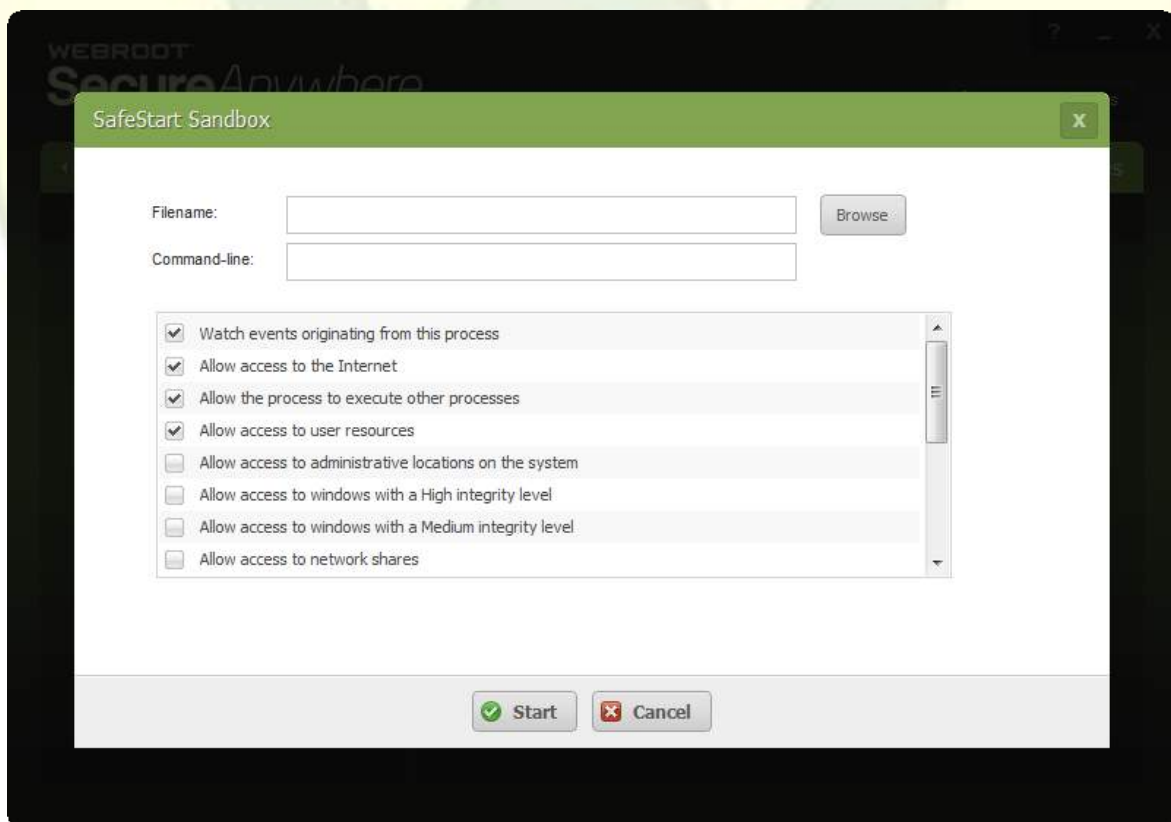 WEBROOT
SecureAnywhere
SafeStart Sandbox
Filename:
Browse
Command-line:
Watch events originating from this process
Allow access to the Internet
Allow the process to execute other processes
Allow access to user resources
Allow access to administrative locations on the system
Allow access to windows with a High integrity level
Allow access to windows with a Medium integrity level
Allow access to network shares
Start
Cancel